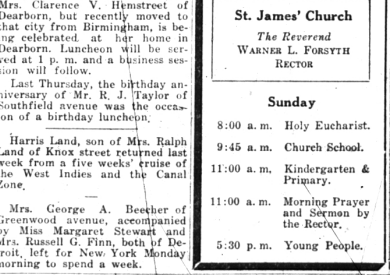 Mrs. Clarence V. Hemstreet of
Dearborn, but recently moved to
that city from Birmingham, is be-
ng celebrated at her home in
Dearborn. Luncheon will be ser-
ved at 1 p. m. and a business ses-
sion will follow.
Last Thursday, the birthday an-
niversary of Mr. R. J. Taylor of
Southfield avenue was the occas-
on of a birthday luncheon.
Harris Land, son of Mrs. Ralph
Land of Knox street returned last
week from a five weeks' cruise of
the West Indies and the Canal
Zone.
Mrs. George A. Beecher of
Greenwood avenue, accompanied
by Miss Margaret Stewart and
Mrs. Russell G. Finn, both of De-
troit, left for New York Monday
morning to spend a week.
St. James' Church
The Reverend
WARNER L. FORSYTH
RECTOR
Sunday
8:00 a. m. Holy Eucharist.
9:45 a. m. Church School.
11:00 a. m. Kindergarten &
Primary.
11:00 a. m. Morning Prayer
and Sermon by
the Rector.
5:30 p. m. Young People.